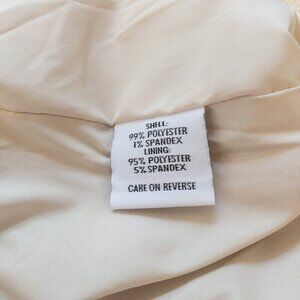 SHELL:
99% POLYESTER
1% SPANDEX
LINING:
95% POLYESTER
5% SPANDEX
CARE ON REVERSE